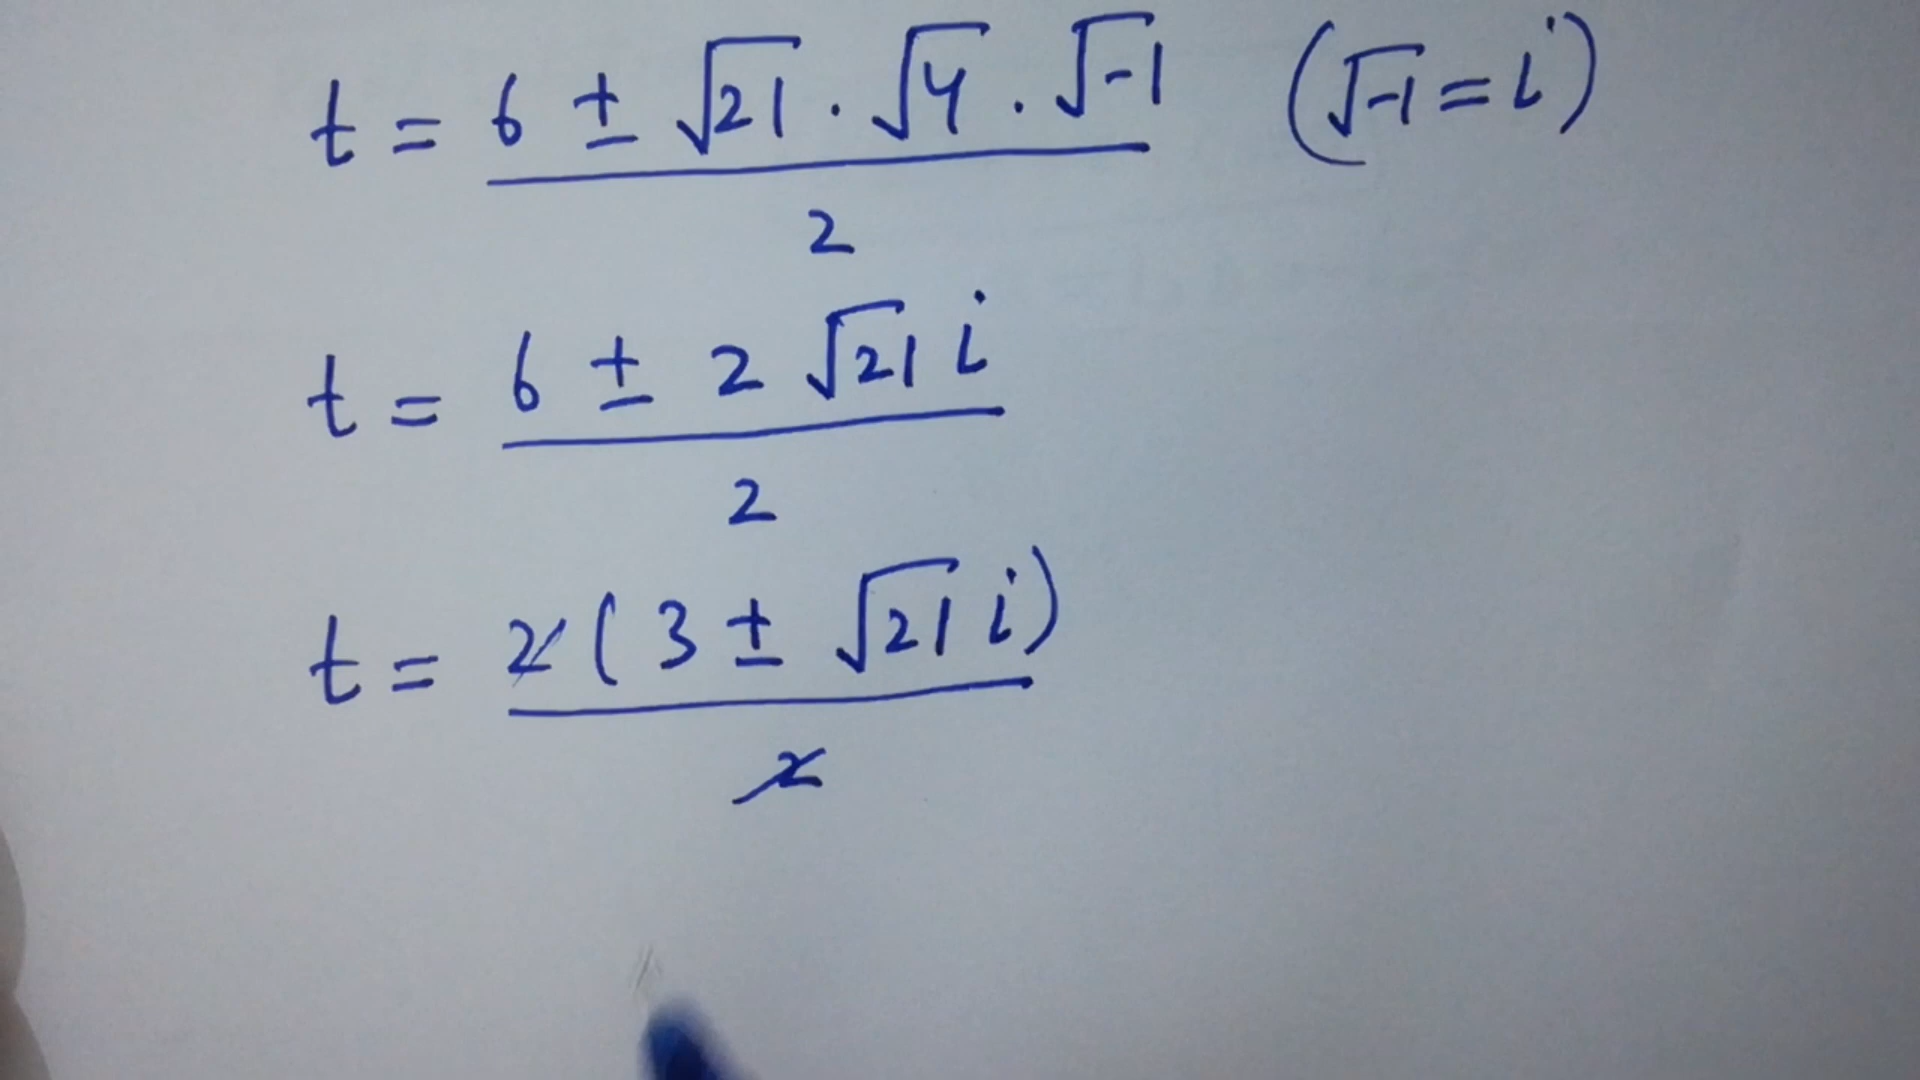 t = 6 ± √21 · √4 · √-1 (√-1 = i)
2
t = 6 ± 2 √21 i
2
t = 2 ( 3 ± √21 i )
2